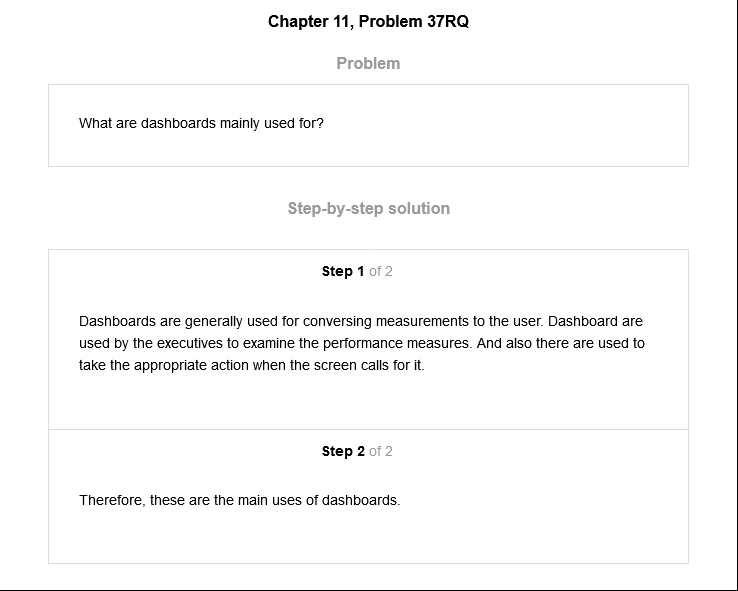 Chapter 11, Problem 37RQ
Problem
What are dashboards mainly used for?
Step-by-step solution
Step 1 of 2
Dashboards are generally used for conversing measurements to the user. Dashboard are
used by the executives to examine the performance measures. And also there are used to
take the appropriate action when the screen calls for it.
Step 2 of 2
Therefore, these are the main uses of dashboards.